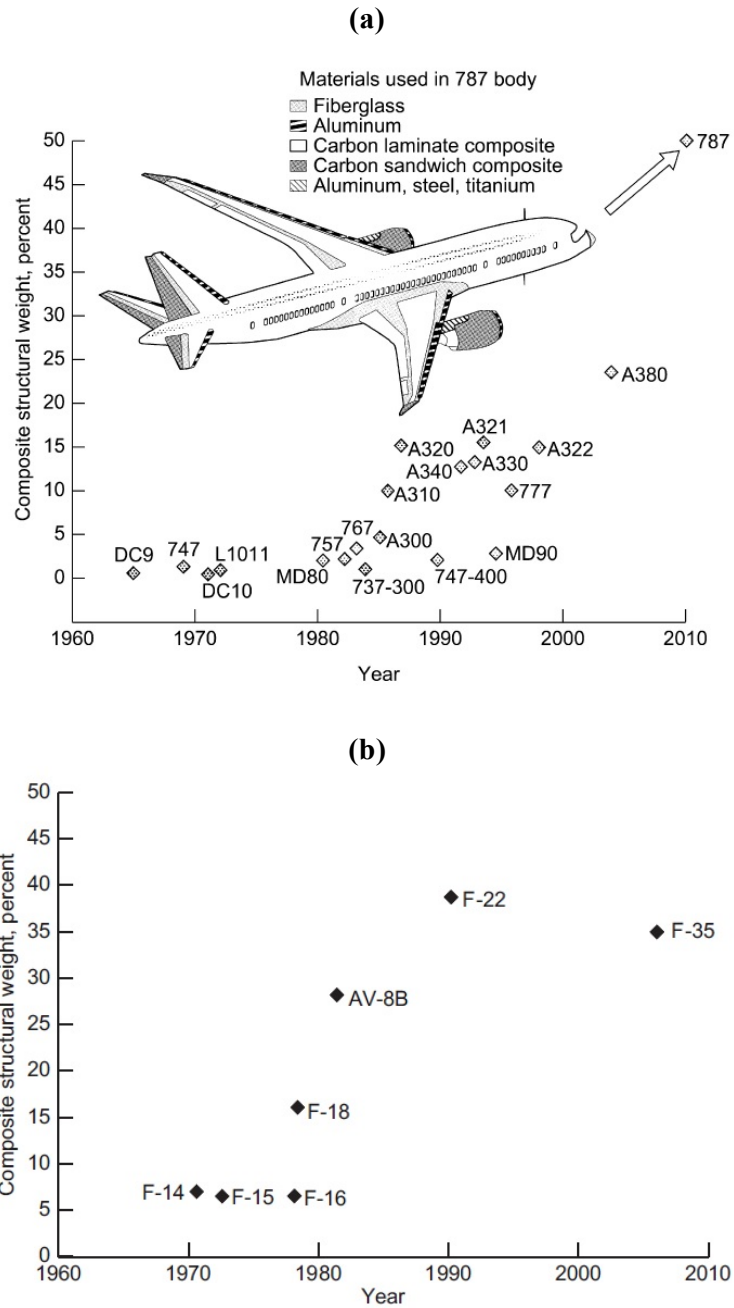 (a)
Materials used in 787 body
Fiberglass
Aluminum
Carbon laminate composite
Carbon sandwich composite
Aluminum, steel, titanium
Composite structural weight, percent
50
45
40
35
30
25
20
15
10
5
0
787
A380
A321
A320
A322
A340
A330
A310
777
767
757
A300
DC9
747
L1011
MD90
MD80
DC10
737-300
747-400
1960 1970 1980 1990 2000 2010
Year
(b)
Composite structural weight, percent
50
45
40
35
30
25
20
15
10
5
0
F-22
F-35
AV-8B
F-18
F-14
F-15
F-16
1960 1970 1980 1990 2000 2010
Year